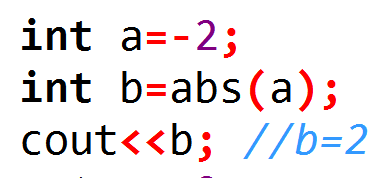 int a=-2;
int b=abs(a);
cout<<b; //b=2